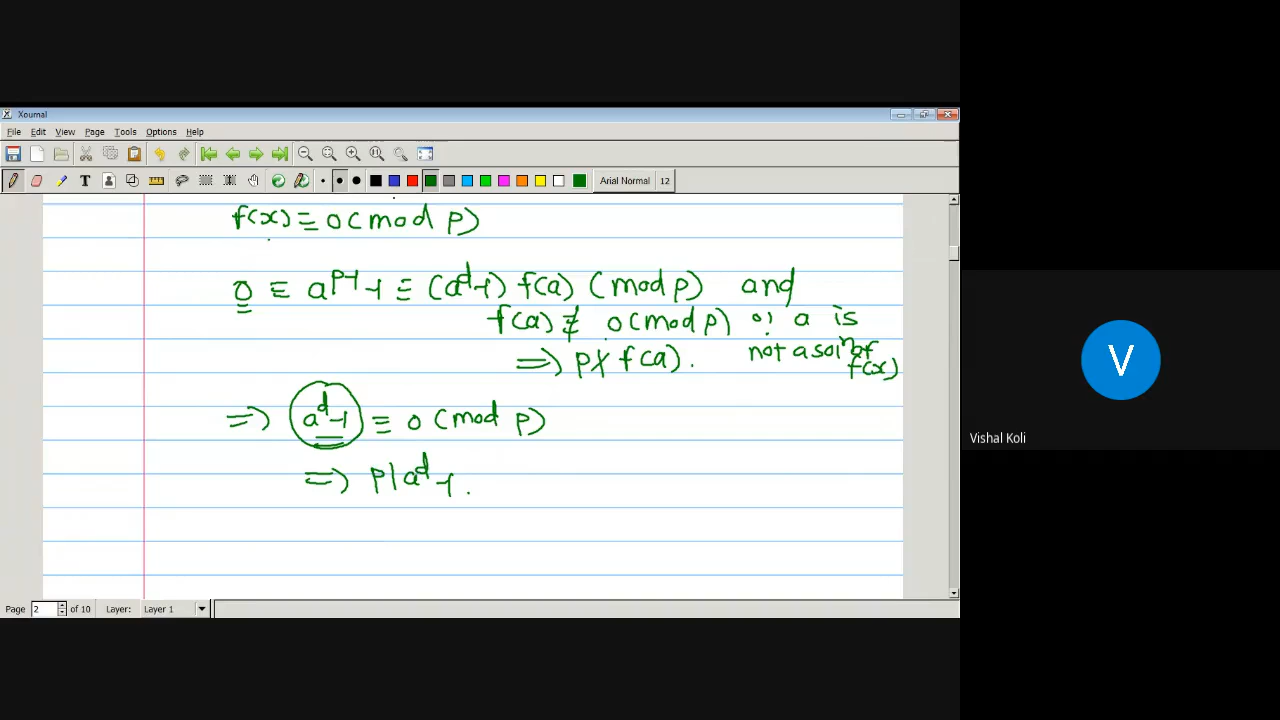 Xournal
File Edit View Page Tools Options Help
Arial Normal 12
f(x) ≡ 0 (mod p)
0 ≡ a^{p-1} -1 ≡ (a^d -1) f(a) (mod p) and
f(a) ≢ 0 (mod p) ∵ a is
not a solⁿ of
f(x)
⇒ p∤f(a).
⇒ a^d -1 ≡ 0 (mod p)
⇒ p|a^d -1.
Page 2 of 10 Layer: Layer 1
V
Vishal Koli